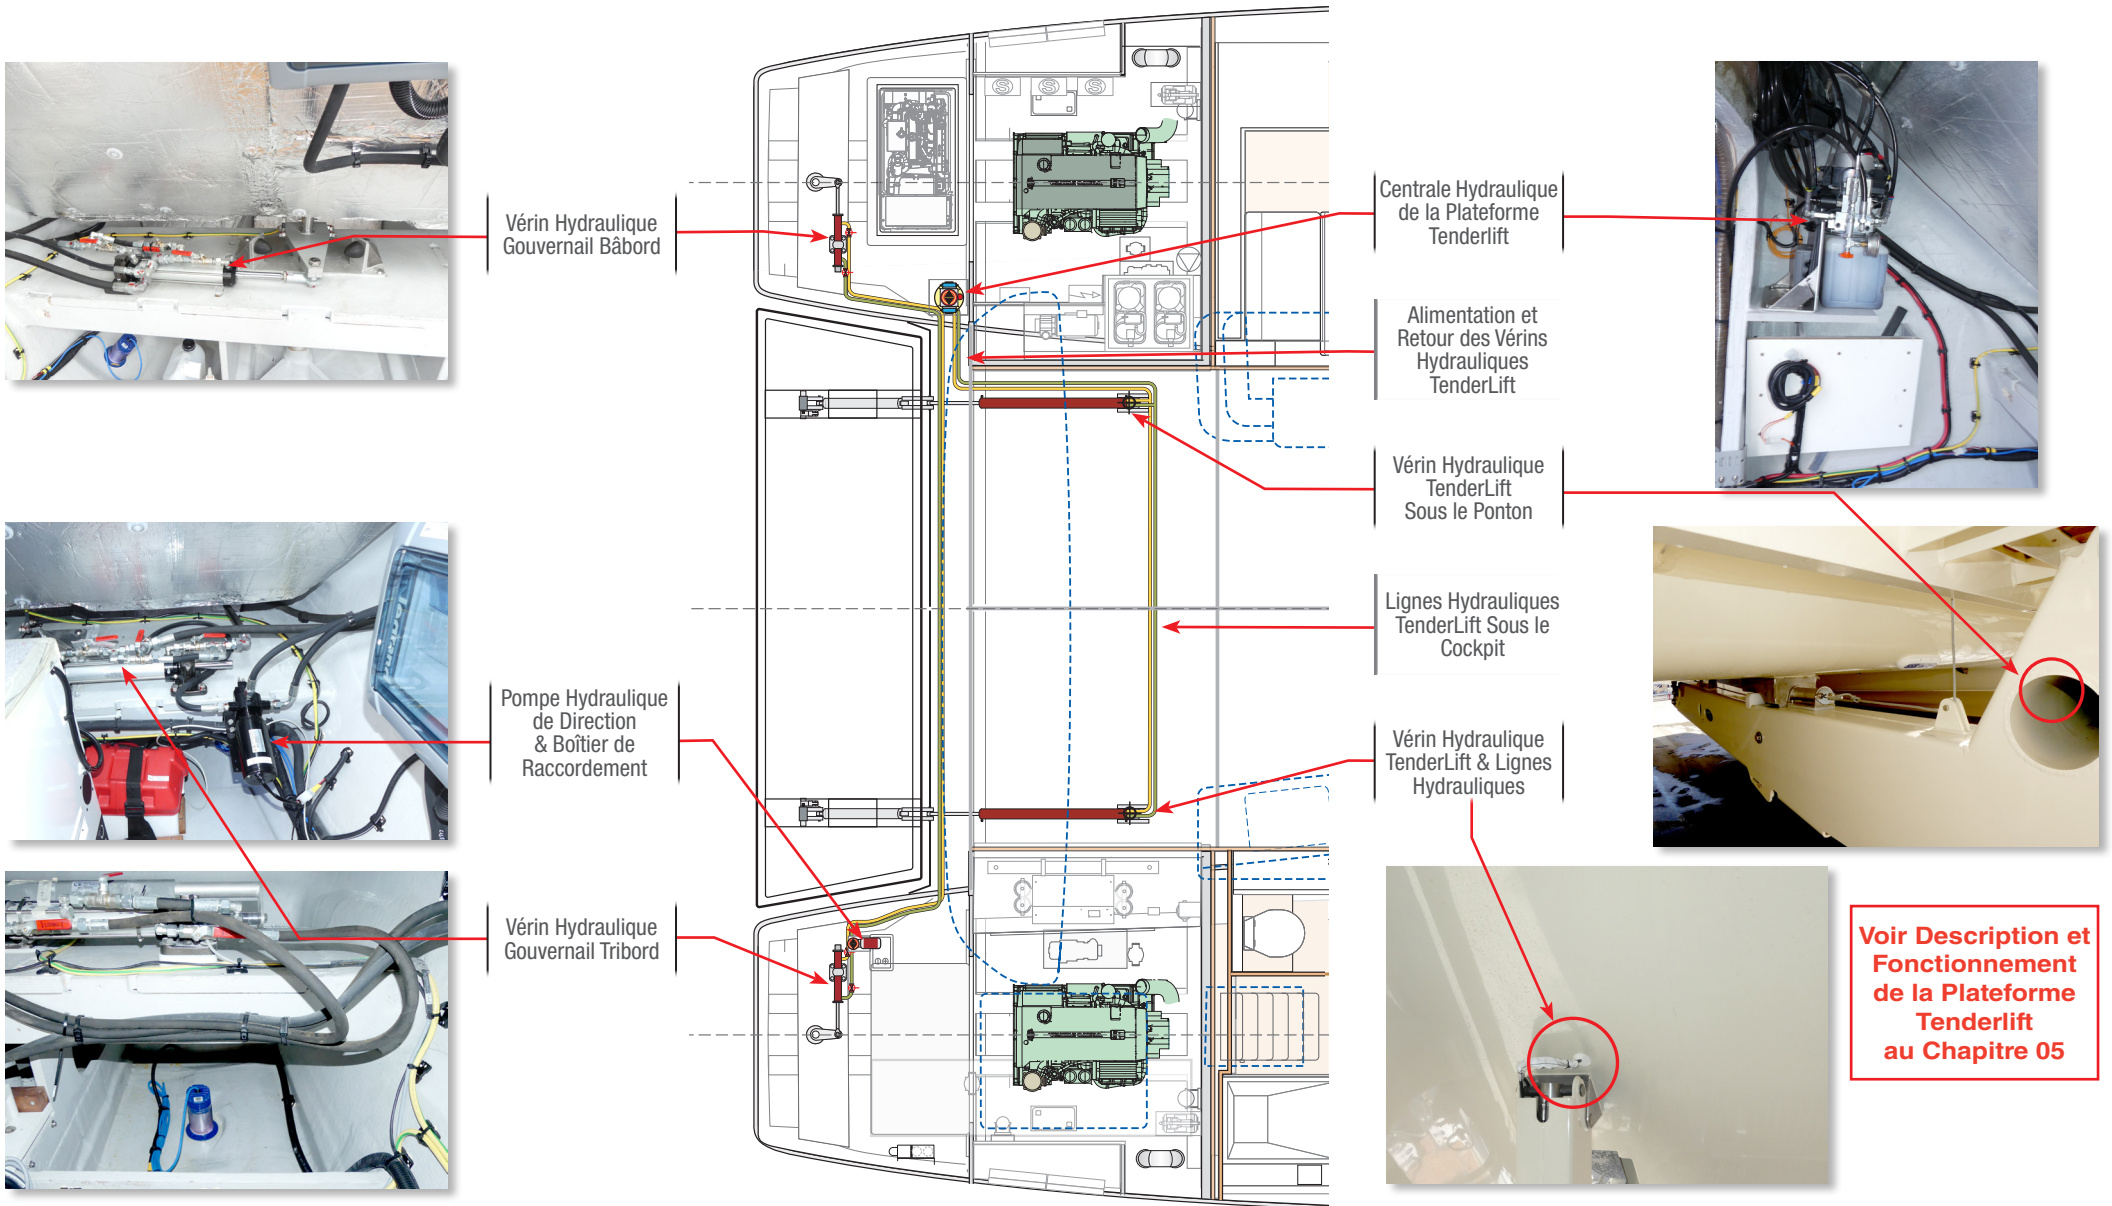 Vérin Hydraulique
Gouvernail Bâbord
Pompe Hydraulique
de Direction
& Boîtier de
Raccordement
Vérin Hydraulique
Gouvernail Tribord
Centrale Hydraulique
de la Plateforme
Tenderlift
Alimentation et
Retour des Vérins
Hydrauliques
TenderLift
Vérin Hydraulique
TenderLift
Sous le Ponton
Lignes Hydrauliques
TenderLift Sous le
Cockpit
Vérin Hydraulique
TenderLift & Lignes
Hydrauliques
Voir Description et
Fonctionnement
de la Plateforme
Tenderlift
au Chapitre 05
S S S